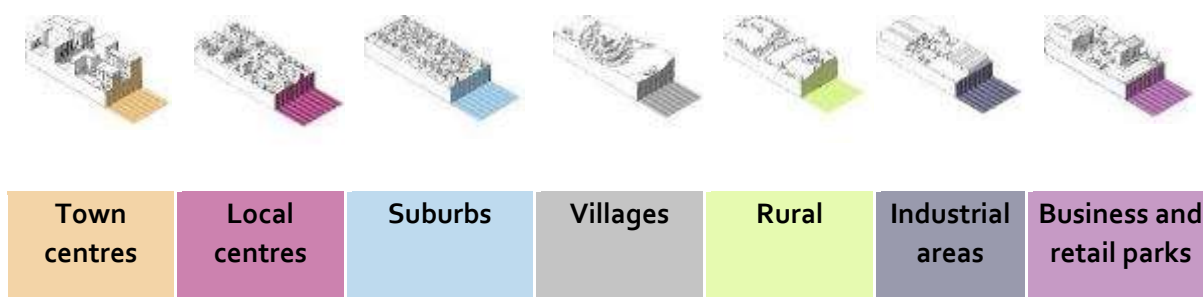 Town
centres
Local
centres
Suburbs
Villages
Rural
Industrial
areas
Business and
retail parks